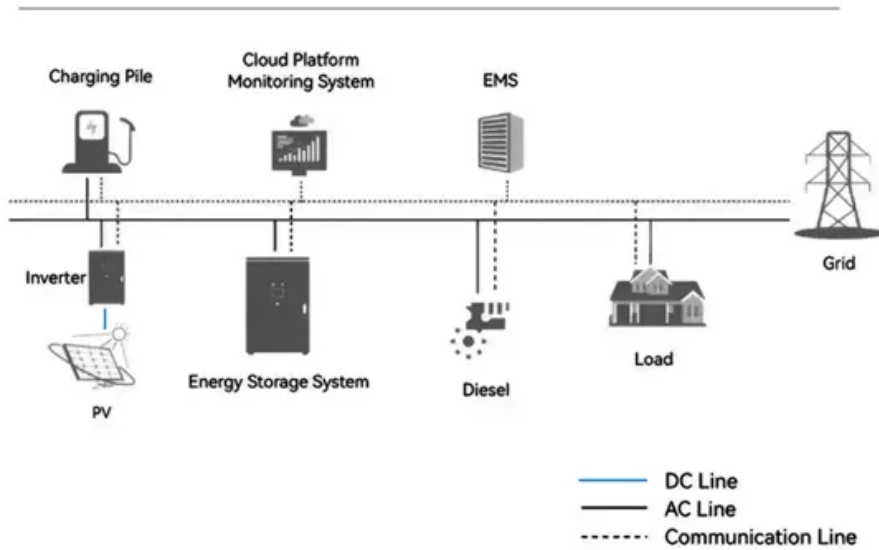 Charging Pile
Cloud Platform
Monitoring System
EMS
Inverter
Grid
PV
Energy Storage System
Diesel
Load
DC Line
AC Line
Communication Line